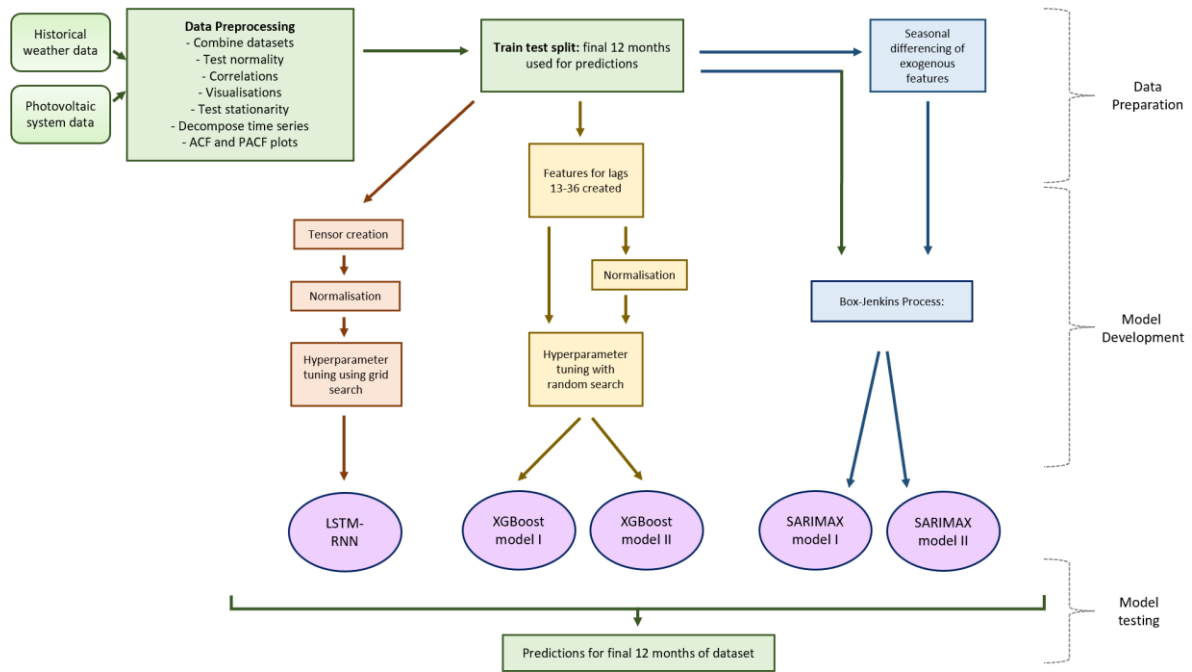 Historical
weather data
Photovoltaic
system data
Data Preprocessing
- Combine datasets
- Test normality
- Correlations
- Visualisations
- Test stationarity
- Decompose time series
- ACF and PACF plots
Train test split: final 12 months
used for predictions
Seasonal
differencing of
exogenous
features
Data
Preparation
Features for lags
13-36 created
Tensor creation
Normalisation
Normalisation
Box-Jenkins Process:
Model
Development
Hyperparameter
tuning using grid
search
Hyperparameter
tuning with
random search
LSTM-
RNN
XGBoost
model I
XGBoost
model II
SARIMAX
model I
SARIMAX
model II
Model
testing
Predictions for final 12 months of dataset